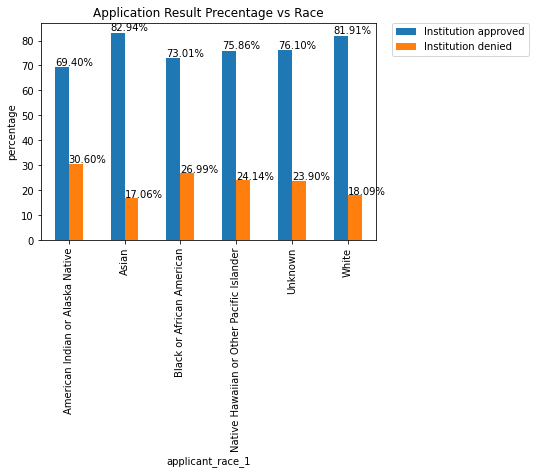 Application Result Precentage vs Race
Institution approved
Institution denied
percentage
80
70
60
50
40
30
20
10
0
69.40%
30.60%
82.94%
17.06%
73.01%
26.99%
75.86%
24.14%
76.10%
23.90%
81.91%
18.09%
American Indian or Alaska Native
Asian
Black or African American
Native Hawaiian or Other Pacific Islander
Unknown
White
applicant_race_1